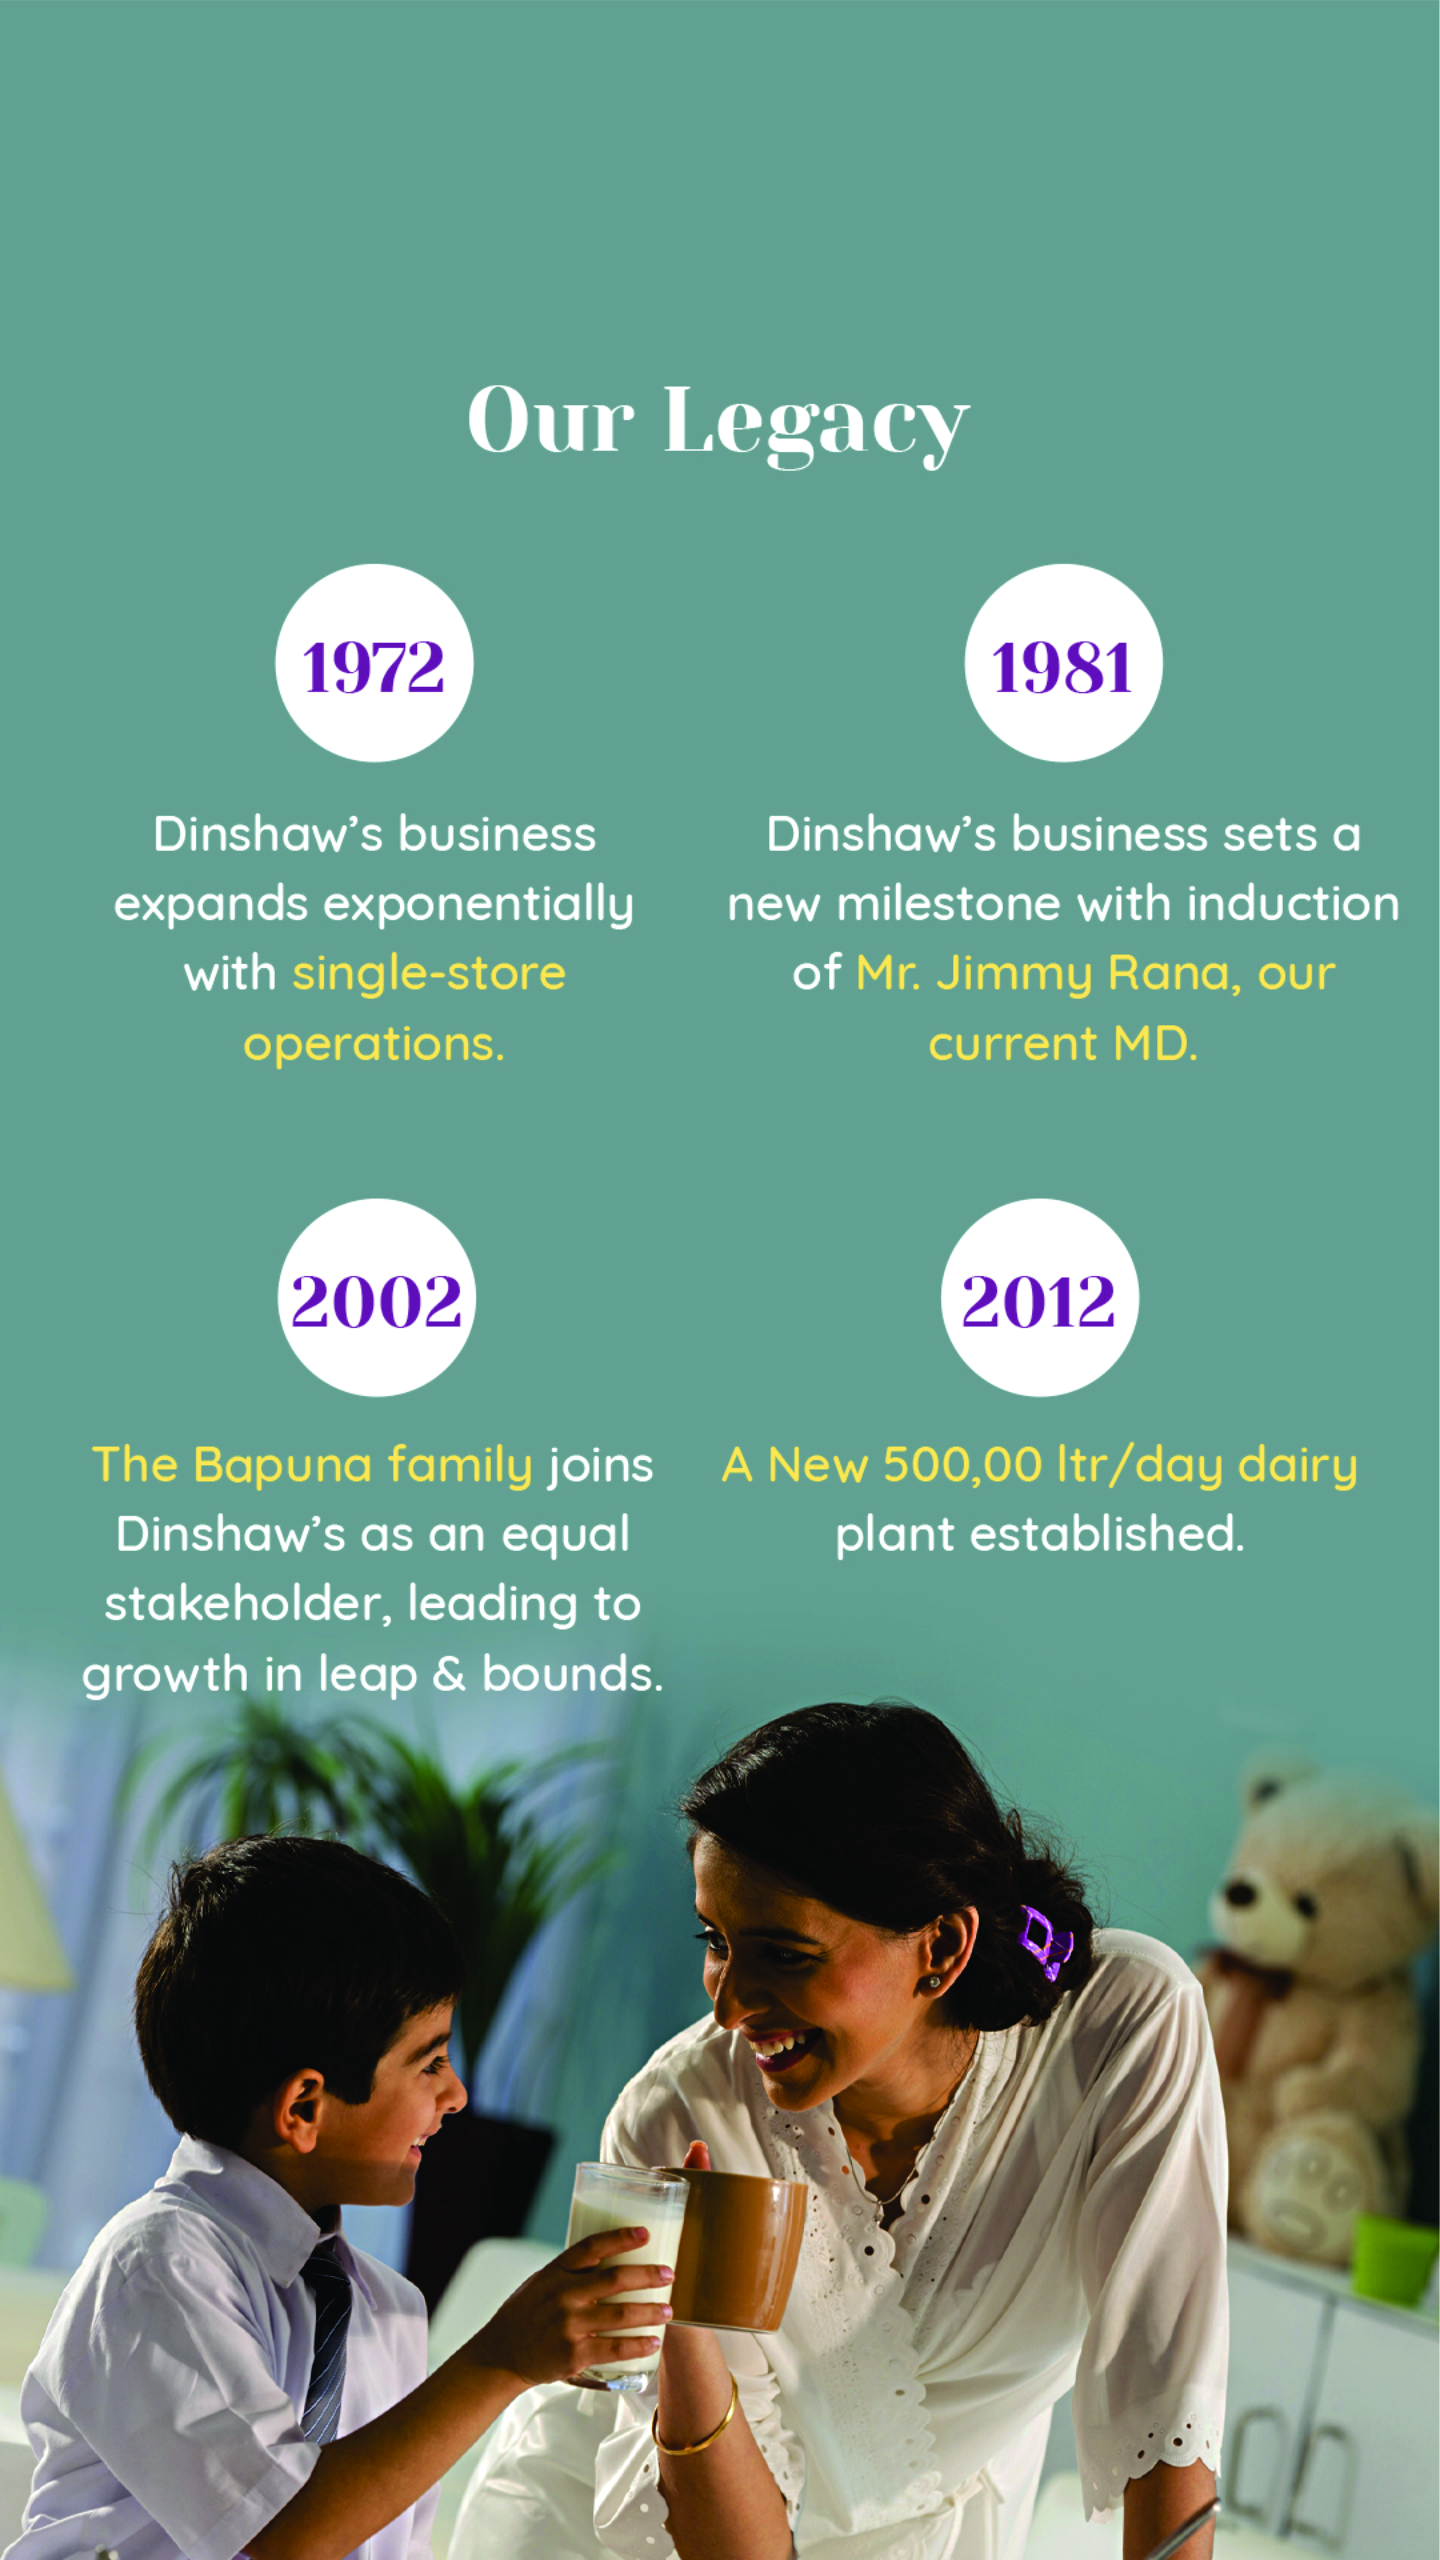 Our Legacy
1972
Dinshaw’s business
expands exponentially
with single-store
operations.
1981
Dinshaw’s business sets a
new milestone with induction
of Mr. Jimmy Rana, our
current MD.
2002
The Bapuna family joins
Dinshaw’s as an equal
stakeholder, leading to
growth in leap & bounds.
2012
A New 500,00 ltr/day dairy
plant established.